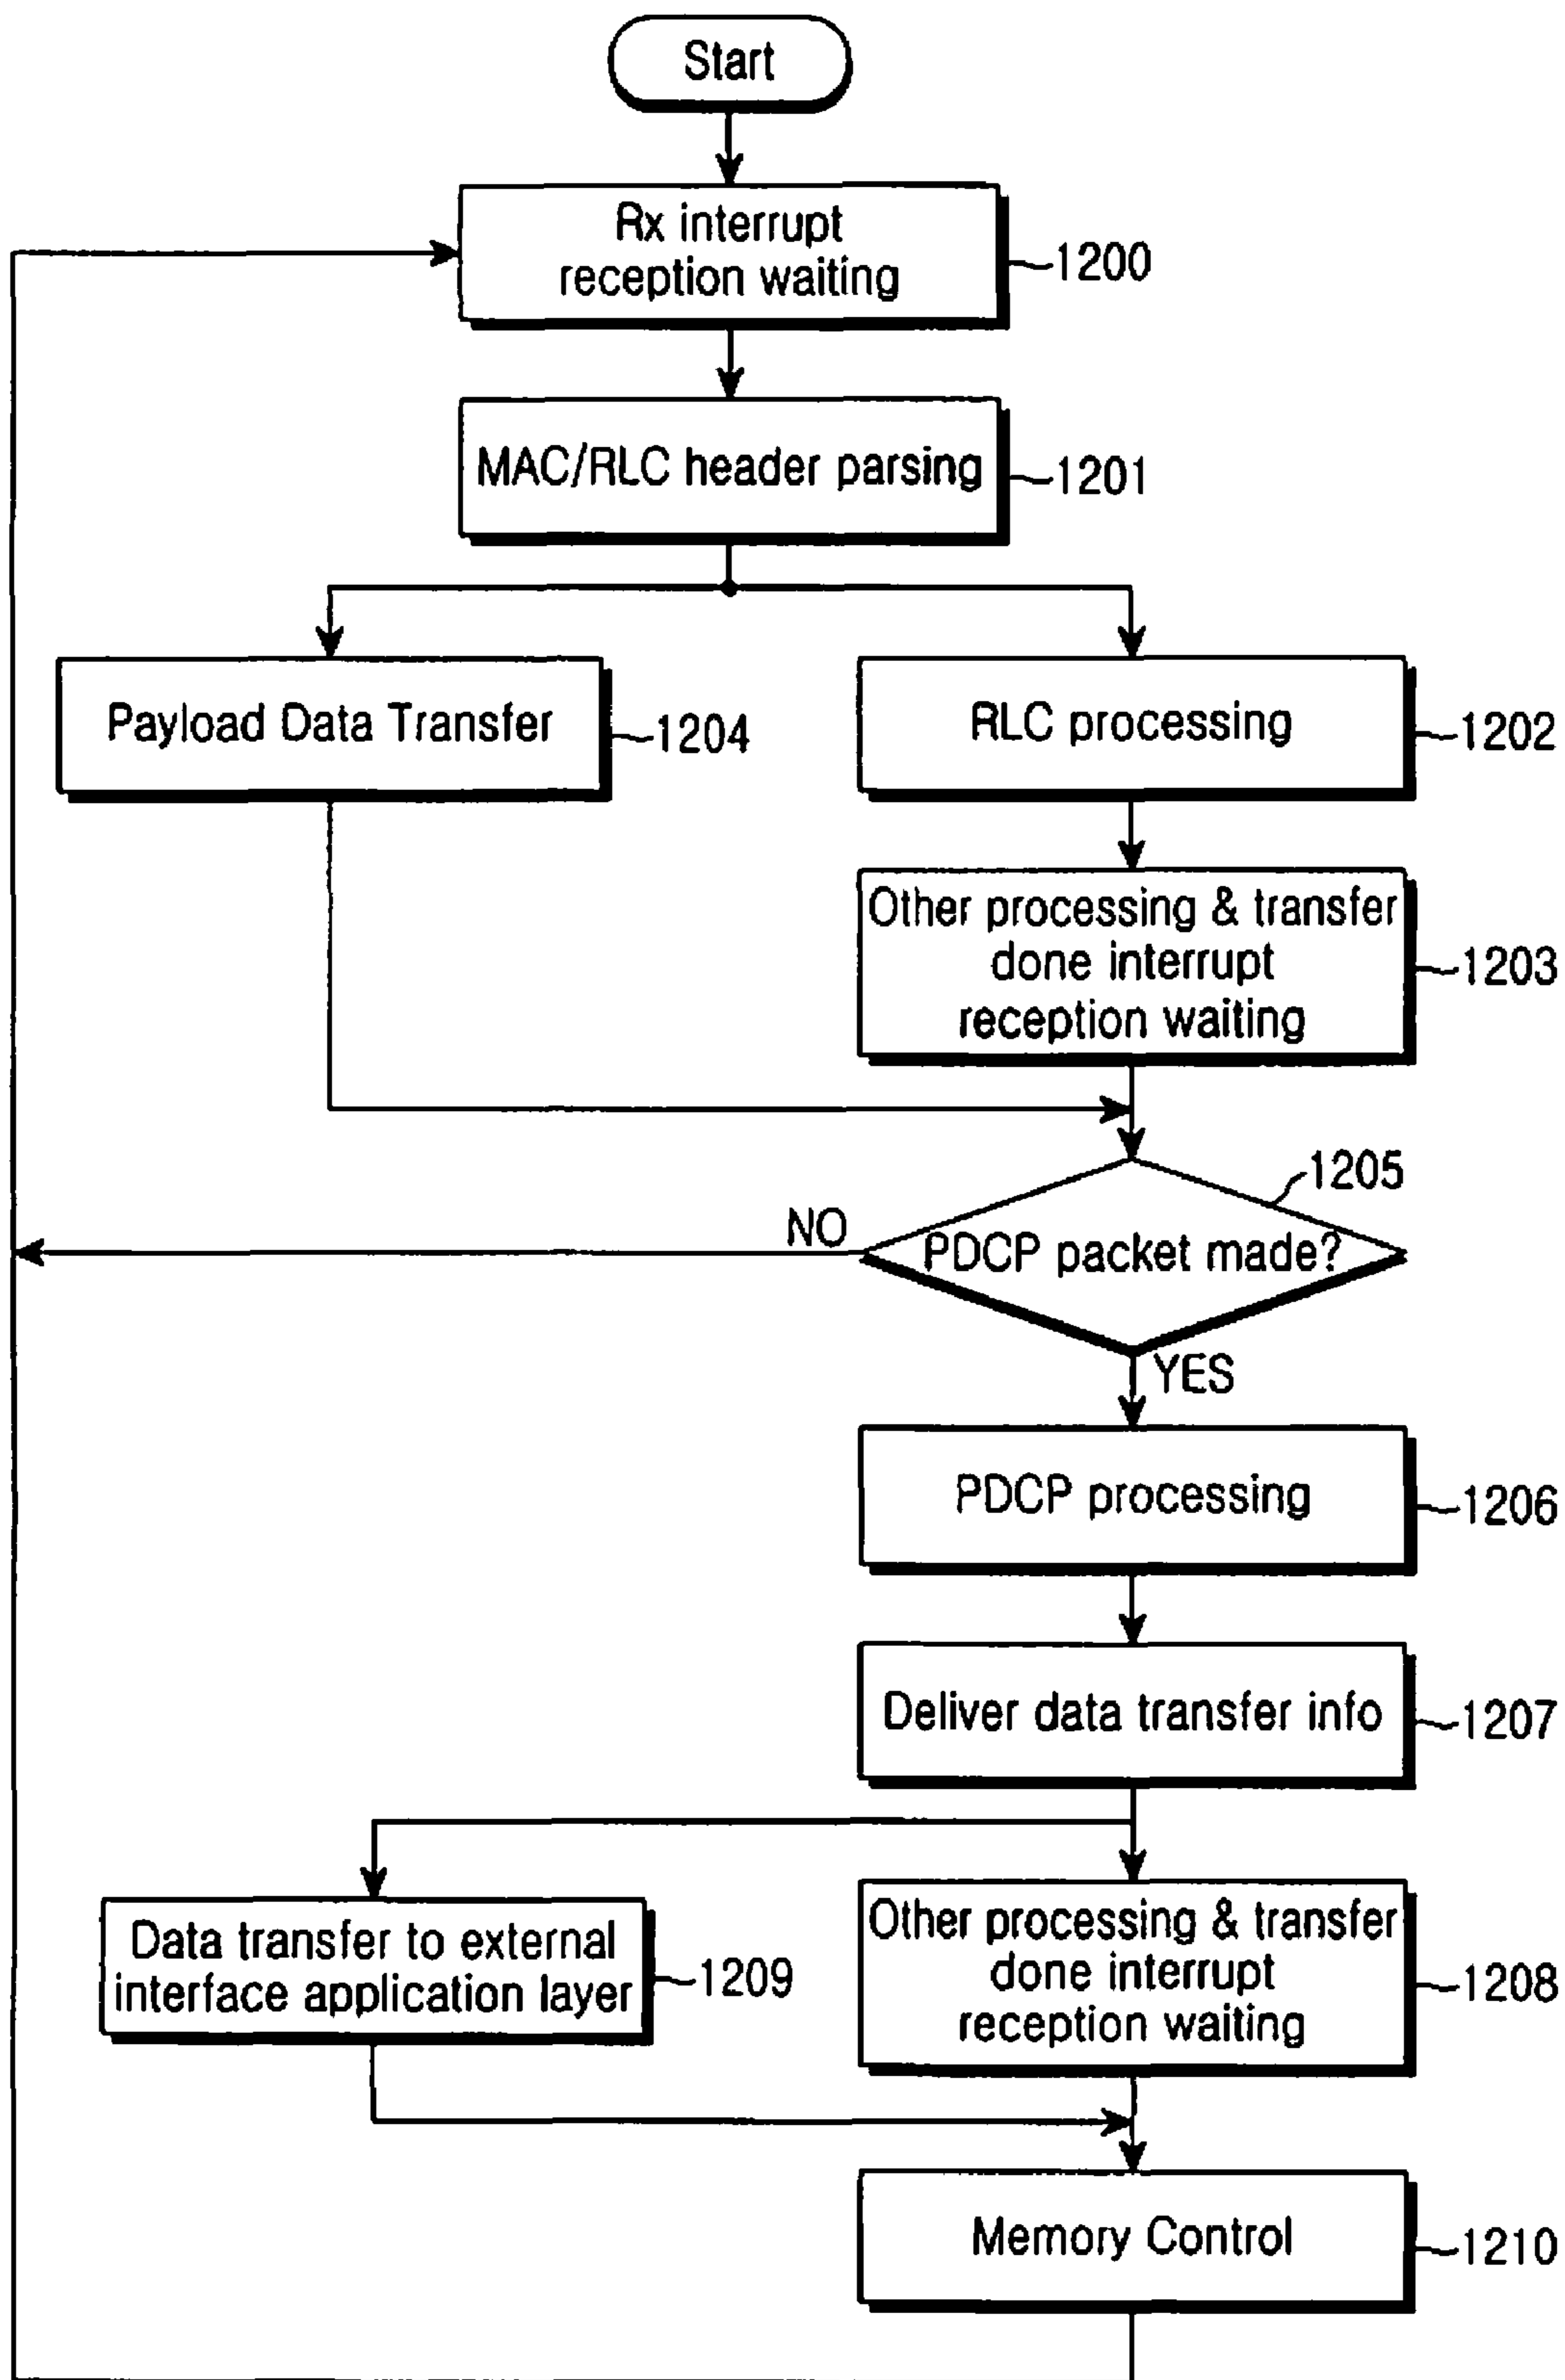 Start
Rx interrupt
reception waiting
1200
MAC/RLC header parsing
1201
Payload Data Transfer
1204
RLC processing
1202
Other processing & transfer
done interrupt
reception waiting
1203
1205
NO
PDCP packet made?
YES
PDCP processing
1206
Deliver data transfer info
1207
Data transfer to external
interface application layer
1209
Other processing & transfer
done interrupt
reception waiting
1208
Memory Control
1210